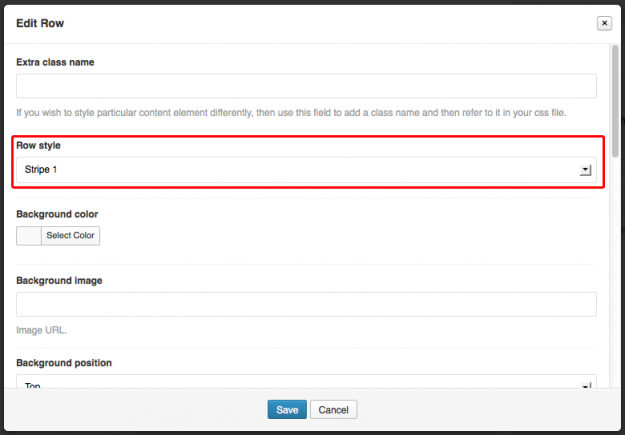 Edit Row
×
Extra class name
If you wish to style particular content element differently, then use this field to add a class name and then refer to it in your css file.
Row style
Stripe 1
Background color
Select Color
Background image
Image URL.
Background position
Top
Save
Cancel